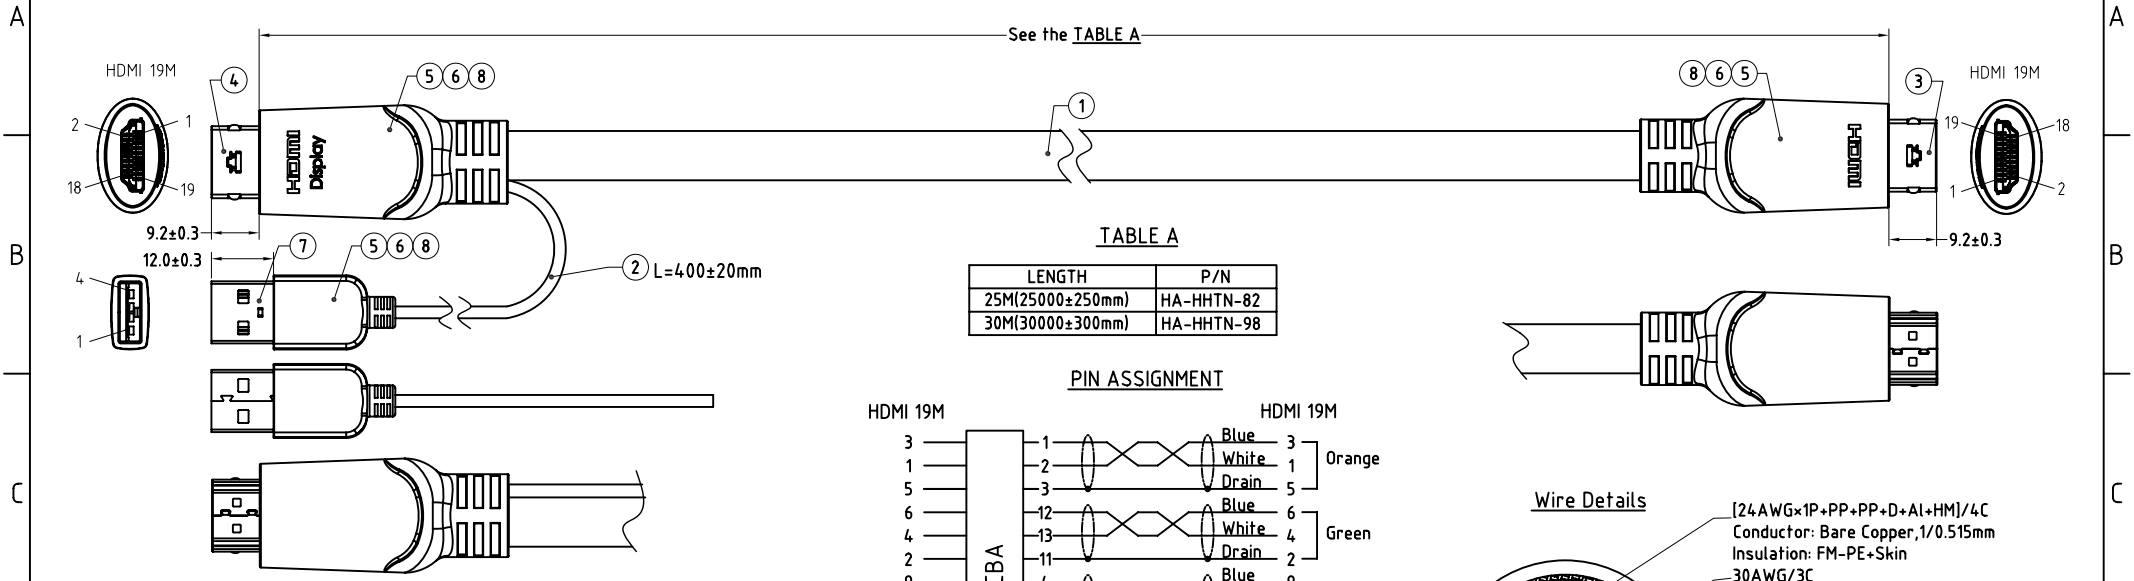 A
A
See the TABLE A
HDMI 19M
4
5 6 8
8 6 5
3
HDMI 19M
1
2
1
19
18
HDMI
Display
HDMI
18
19
1
2
9.2±0.3
9.2±0.3
B
B
TABLE A
12.0±0.3
7
5 6 8
2 L=400±20mm
4
1
LENGTH P/N
25M(25000±250mm) HA-HHTN-82
30M(30000±300mm) HA-HHTN-98
PIN ASSIGNMENT
HDMI 19M
HDMI 19M
3 1 Blue 3
1 2 White 1 Orange
5 3 Drain 5
6 12 Blue 6
4 13 White 4 Green
2 11 Drain 2
Blue
EBA
C
C
Wire Details
[24AWG×1P+PP+PP+D+Al+HM]/4C
Conductor: Bare Copper,1/0.515mm
Insulation: FM-PE+Skin
30AWG/3C